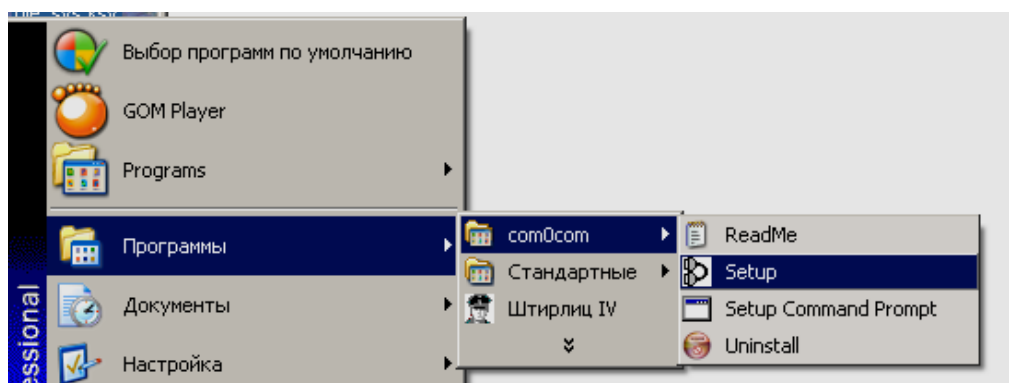 Выбор программ по умолчанию
GOM Player
Programs
Программы
com0com
ReadMe
Стандартные
Setup
Документы
Штирлиц IV
Setup Command Prompt
Uninstall
Настройка
essional